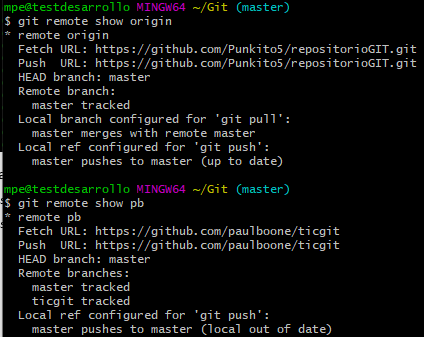 mpe@testdesarrollo MINGW64 ~/Git (master)
$ git remote show origin
* remote origin
  Fetch URL: https://github.com/Punkito5/repositorioGIT.git
  Push  URL: https://github.com/Punkito5/repositorioGIT.git
  HEAD branch: master
  Remote branch:
    master tracked
  Local branch configured for 'git pull':
    master merges with remote master
  Local ref configured for 'git push':
    master pushes to master (up to date)

mpe@testdesarrollo MINGW64 ~/Git (master)
$ git remote show pb
* remote pb
  Fetch URL: https://github.com/paulboone/ticgit
  Push  URL: https://github.com/paulboone/ticgit
  HEAD branch: master
  Remote branches:
    master tracked
    ticgit tracked
  Local ref configured for 'git push':
    master pushes to master (local out of date)